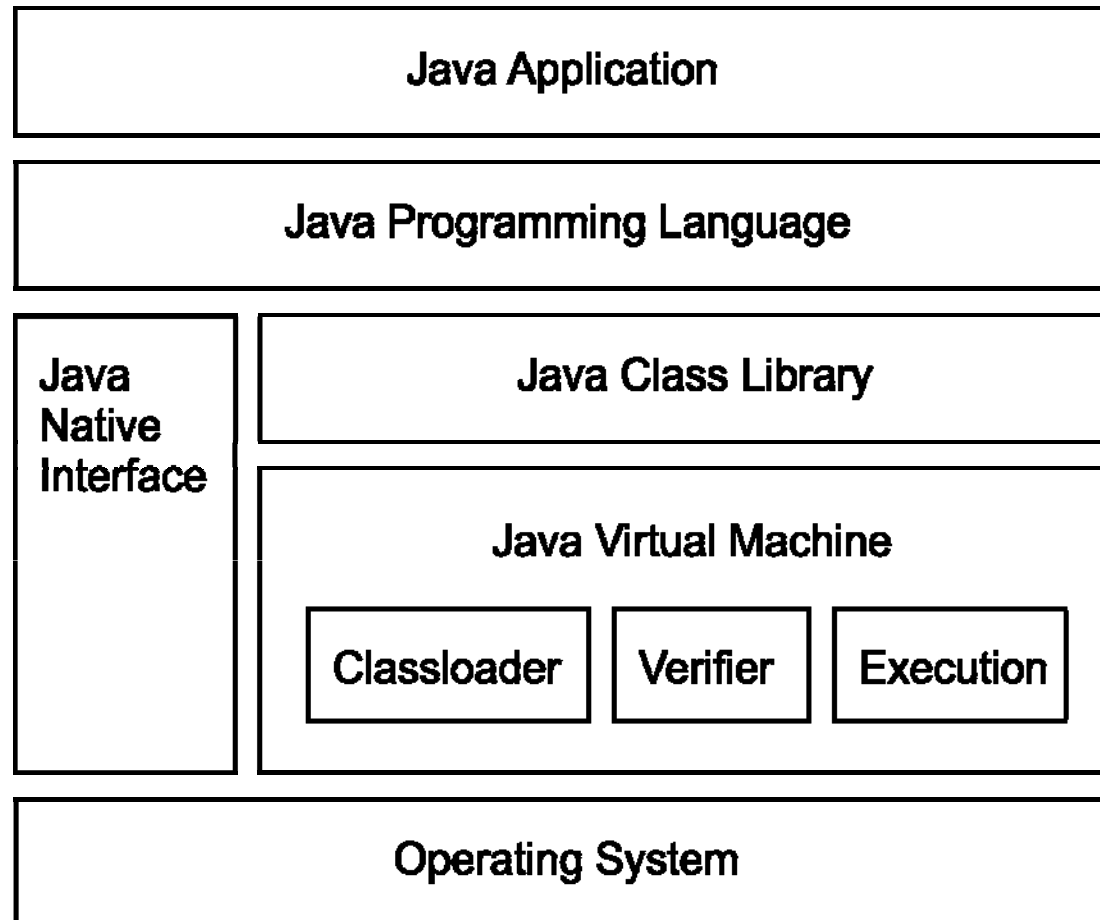 Java Application
Java Programming Language
Java
Native
Interface
Java Class Library
Java Virtual Machine
Classloader
Verifier
Execution
Operating System